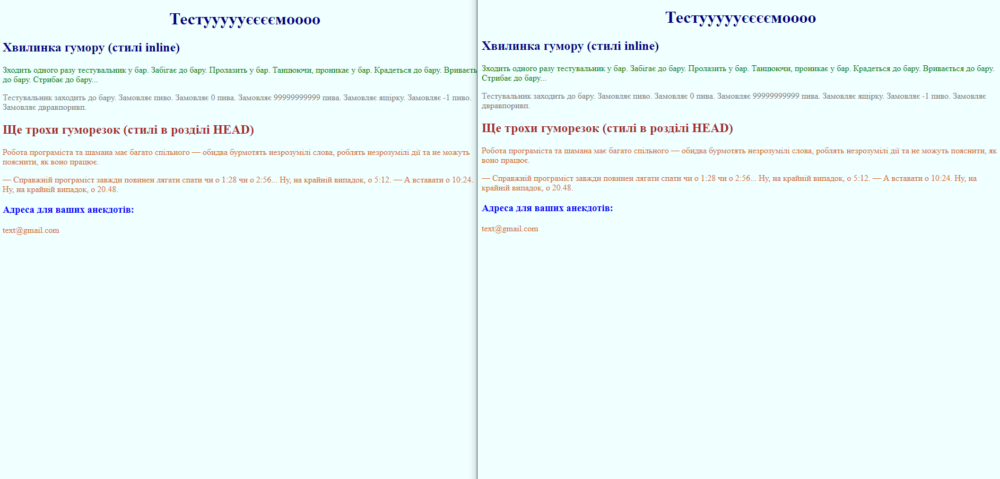 Тестуууууєєєємоооо
Хвилинка гумору (стилі inline)
Зходить одного разу тестувальник у бар. Забігає до бару. Пролазить у бар. Танцюючи, проникає у бар. Крадеться до бару. Вриваєть
до бару. Стрибає до бару...
Тестувальник заходить до бару. Замовляє пиво. Замовляє 0 пива. Замовляє 99999999999 пива. Замовляє ящірку. Замовляє -1 пиво.
Замовляє двравпоривп.
Ще трохи гуморезок (стилі в розділі HEAD)
Робота програміста та шамана має багато спільного — обидва бурмотять незрозумілі слова, роблять незрозумілі дії та не можуть
пояснити, як воно працює.
— Справжній програміст завжди повинен лягати спати чи о 1:28 чи о 2:56... Ну, на крайній випадок, о 5:12. — А вставати о 10:24.
Ну, на крайній випадок, о 20.48.
Адреса для ваших анекдотів:
text@gmail.com
Тестуууууєєєємоооо
Хвилинка гумору (стилі inline)
Зходить одного разу тестувальник у бар. Забігає до бару. Пролазить у бар. Танцюючи, проникає у бар. Крадеться до бару. Вривається до бару.
Стрибає до бару...
Тестувальник заходить до бару. Замовляє пиво. Замовляє 0 пива. Замовляє 99999999999 пива. Замовляє ящірку. Замовляє -1 пиво. Замовляє
двравпоривп.
Ще трохи гуморезок (стилі в розділі HEAD)
Робота програміста та шамана має багато спільного — обидва бурмотять незрозумілі слова, роблять незрозумілі дії та не можуть пояснити, як
воно працює.
— Справжній програміст завжди повинен лягати спати чи о 1:28 чи о 2:56... Ну, на крайній випадок, о 5:12. — А вставати о 10:24. Ну, на
крайній випадок, о 20.48.
Адреса для ваших анекдотів:
text@gmail.com